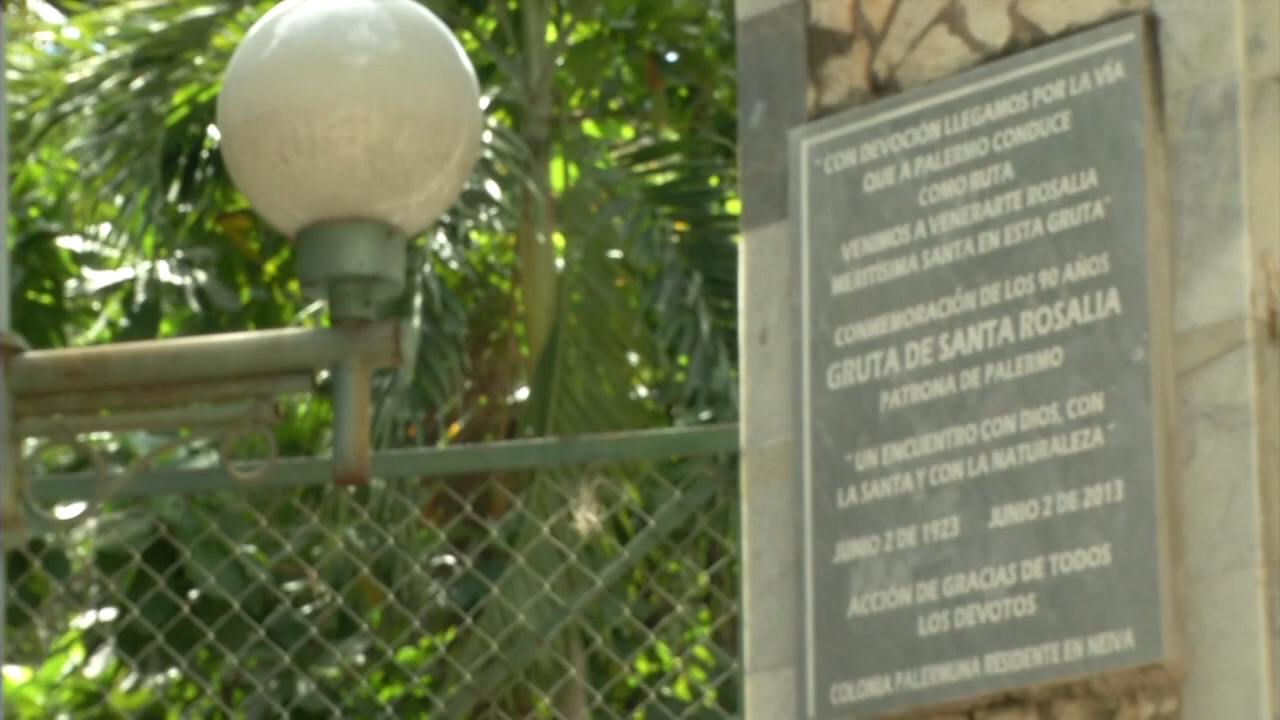 "CON DEVOCIÓN LLEGAMOS POR LA VÍA
QUE A PALERMO CONDUCE
COMO RUTA
VENIMOS A VENERARTE ROSALIA
MERITISIMA SANTA EN ESTA GRUTA"
CONMEMORACIÓN DE LOS 90 AÑOS
GRUTA DE SANTA ROSALIA
PATRONA DE PALERMO
"UN ENCUENTRO CON DIOS, CON
LA SANTA Y CON LA NATURALEZA"
JUNIO 2 DE 1923 JUNIO 2 DE 2013
ACCIÓN DE GRACIAS DE TODOS
LOS DEVOTOS
COLONIA PALERMUNA RESIDENTE EN NEIVA